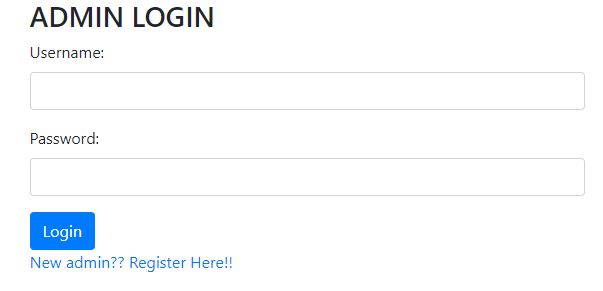 ADMIN LOGIN
Username:
Password:
Login
New admin?? Register Here!!